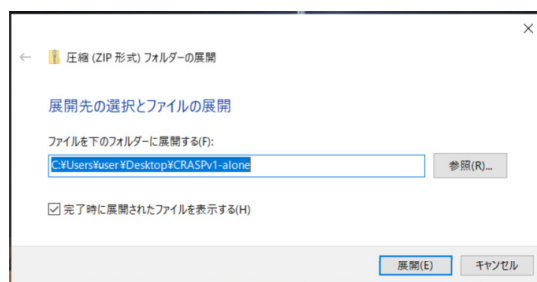 圧縮 (ZIP 形式) フォルダーの展開
展開先の選択とファイルの展開
ファイルを下のフォルダーに展開する(F):
C:¥Users¥user¥Desktop¥CRASPv1-alone
参照(R)...
完了時に展開されたファイルを表示する(H)
展開(E)
キャンセル